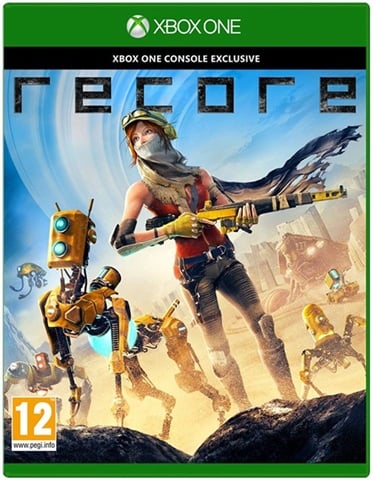 XBOX ONE
XBOX ONE CONSOLE EXCLUSIVE
recore
12
www.pegi.info